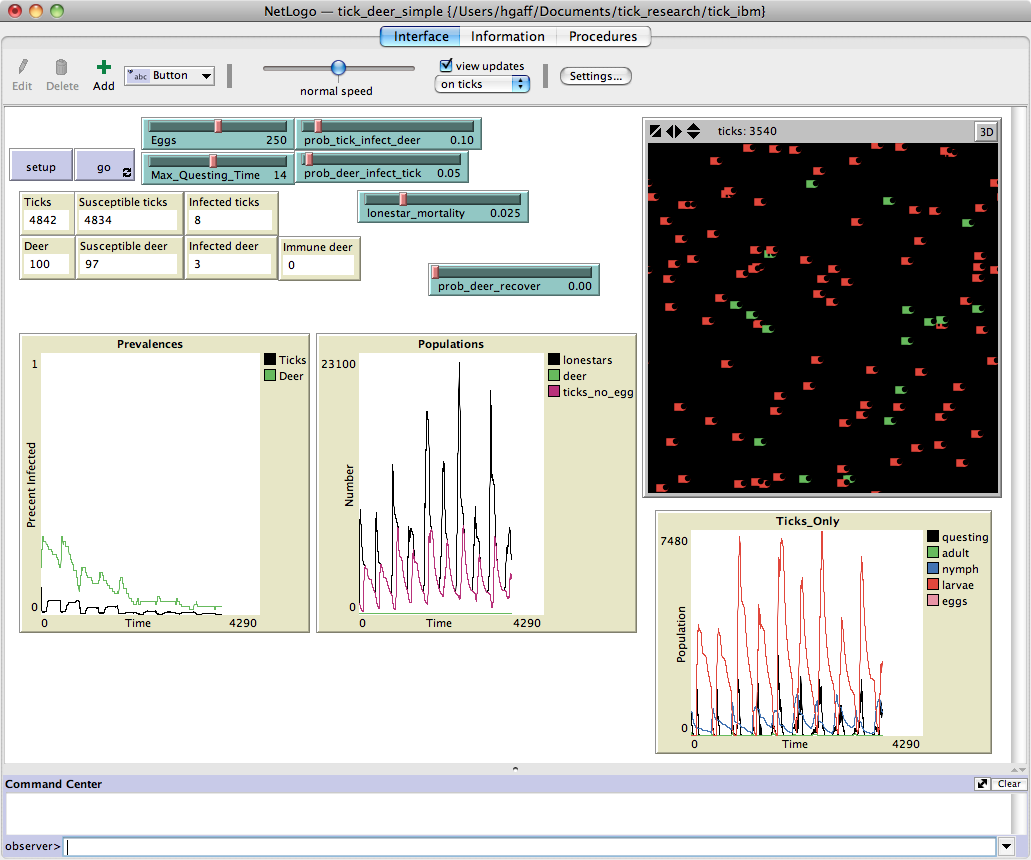 NetLogo — tick_deer_simple {/Users/hgaff/Documents/tick_research/tick_ibm}
Interface Information Procedures
Edit Delete Add abc Button normal speed view updates on ticks Settings...
Eggs 250
prob_tick_infect_deer 0.10
setup go
Max_Questing_Time 14
prob_deer_infect_tick 0.05
Ticks Susceptible ticks Infected ticks
4842 4834 8
lonestar_mortality 0.025
Deer Susceptible deer Infected deer Immune deer
100 97 3 0
prob_deer_recover 0.00
ticks: 3540 3D
Prevalences
1
Precent Infected
0
0 Time 4290
Ticks
Deer
Populations
23100
Number
0
0 Time 4290
lonestars
deer
ticks_no_egg
Ticks_Only
7480
Population
0
0 Time 4290
questing
adult
nymph
larvae
eggs
Command Center Clear
observer>